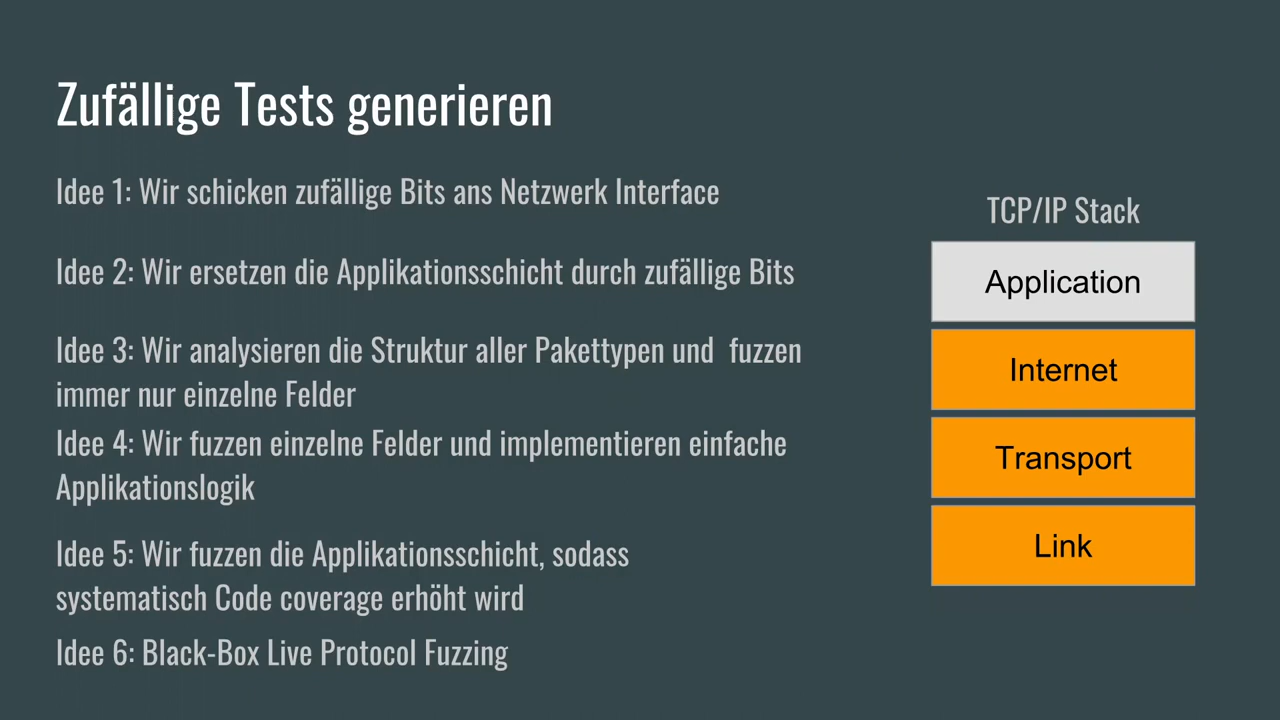 Zufällige Tests generieren
Idee 1: Wir schicken zufällige Bits ans Netzwerk Interface
Idee 2: Wir ersetzen die Applikationsschicht durch zufällige Bits
Idee 3: Wir analysieren die Struktur aller Pakettypen und  fuzzen
immer nur einzelne Felder
Idee 4: Wir fuzzen einzelne Felder und implementieren einfache
Applikationslogik
Idee 5: Wir fuzzen die Applikationsschicht, sodass
systematisch Code coverage erhöht wird
Idee 6: Black-Box Live Protocol Fuzzing
TCP/IP Stack
Application
Internet
Transport
Link